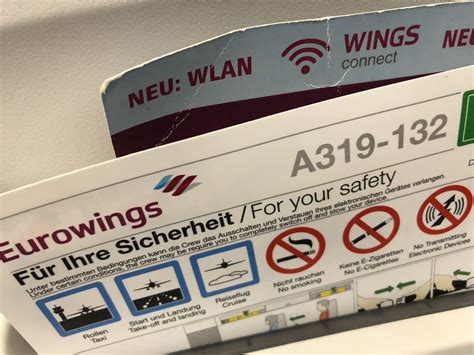 NEU: WLAN
WINGS
connect
NEU
A319-132
Eurowings
Für Ihre Sicherheit / For your safety
Unter bestimmten Bedingungen kann die Crew das Ausschalten und Verstauen Ihres elektronischen Gerätes verlangen.
Under certain conditions, the crew may be require you to completely switch off and stow your device.
Rollen
Taxi
Start und Landung
Take-off and landing
Reiseflug
Cruising
Nicht rauchen
No smoking
Keine E-Zigaretten
No E-Cigarettes
No Transmitting
Electronic Devices